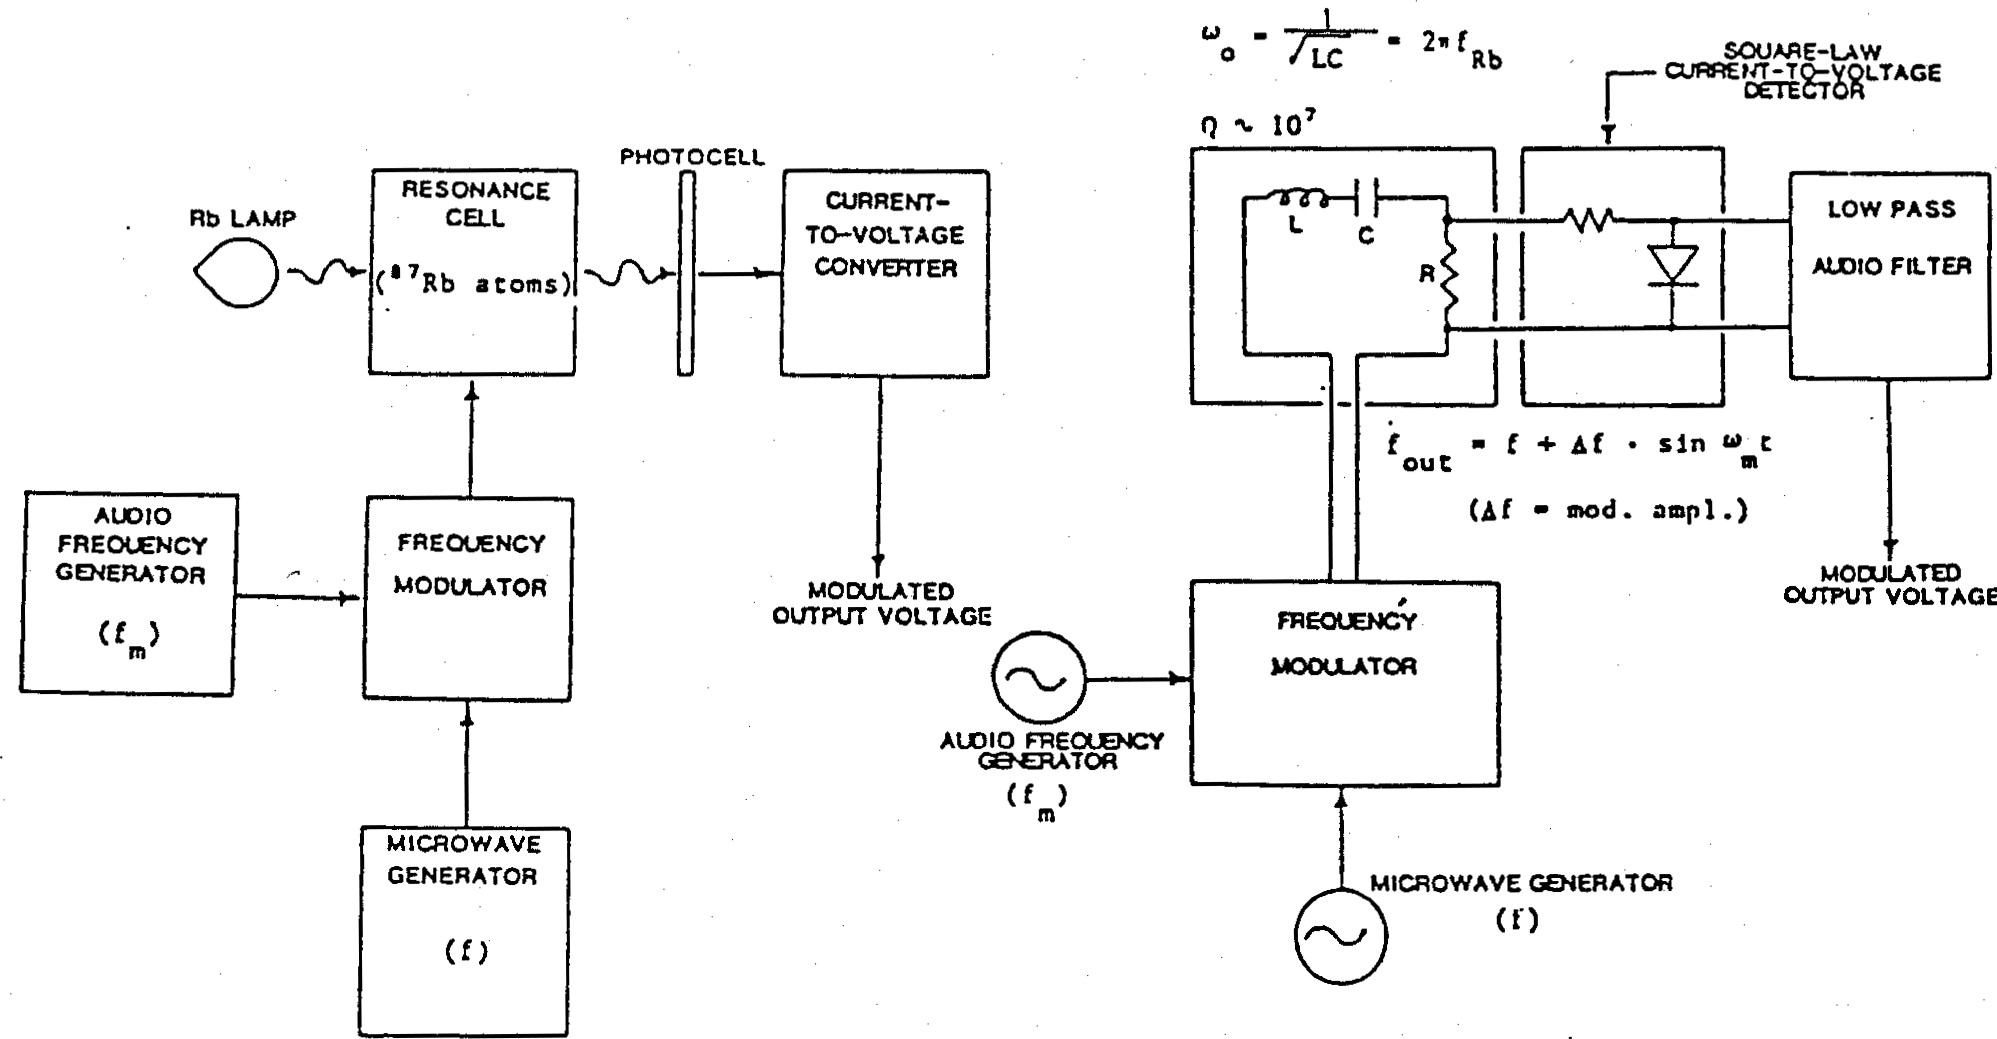 Rb LAMP
RESONANCE
CELL
(⁸⁷Rb atoms)
PHOTOCELL
CURRENT-
TO-VOLTAGE
CONVERTER
AUDIO
FREQUENCY
GENERATOR
(f_m)
FREQUENCY
MODULATOR
MICROWAVE
GENERATOR
(f)
MODULATED
OUTPUT VOLTAGE
ω_o = 1/√LC = 2πf_Rb
Q ~ 10⁷
SQUARE-LAW
CURRENT-TO-VOLTAGE
DETECTOR
L
C
R
LOW PASS
AUDIO FILTER
f_out = f + Δf · sin ω_m t
(Δf = mod. ampl.)
MODULATED
OUTPUT VOLTAGE
FREQUENCY
MODULATOR
AUDIO FREQUENCY
GENERATOR
(f_m)
MICROWAVE GENERATOR
(f)